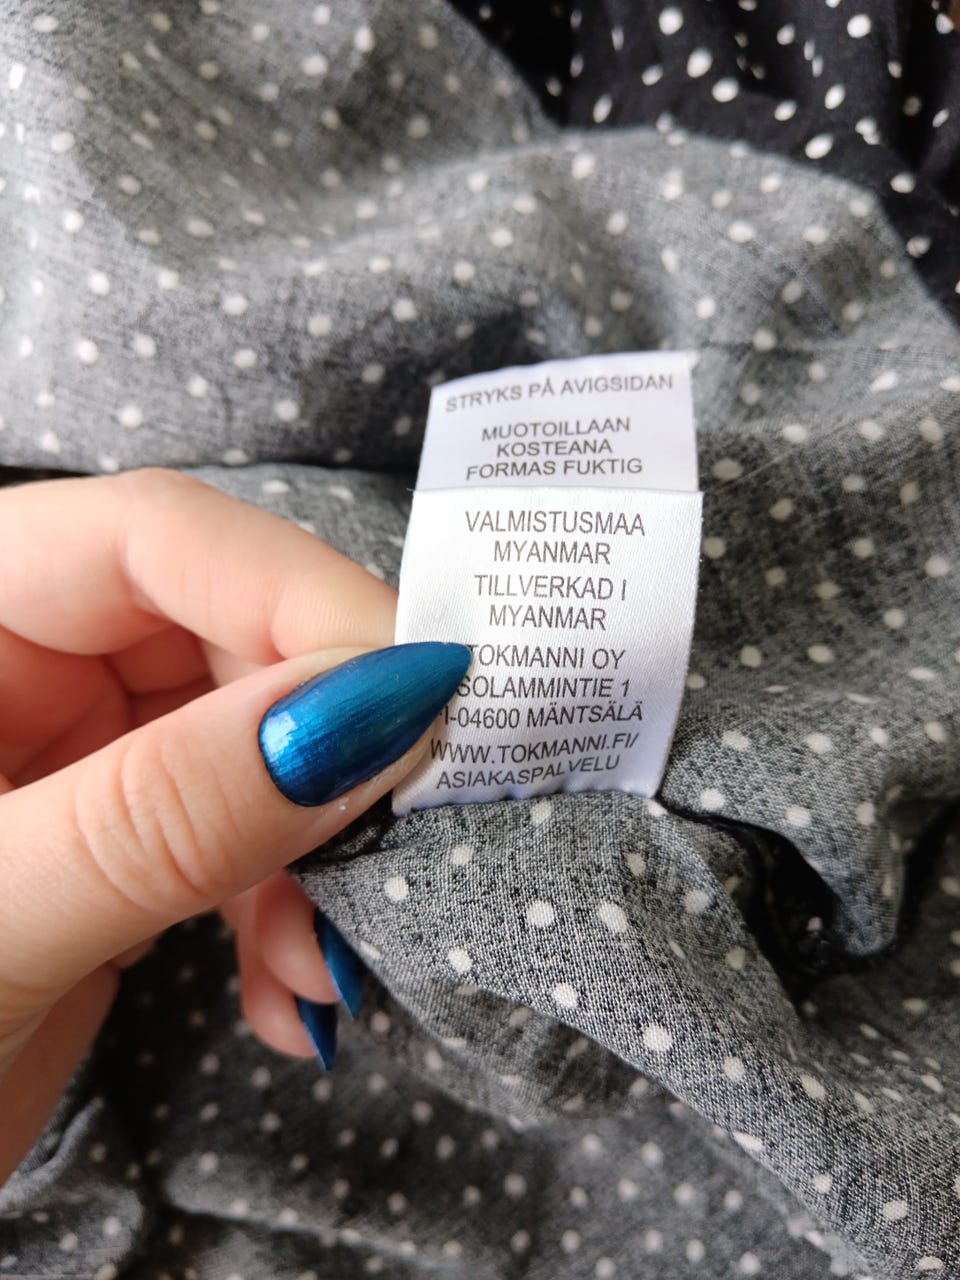 STRYKS PÅ AVIGSIDAN
MUOTOILLAAN
KOSTEANA
FORMAS FUKTIG
VALMISTUSMAA
MYANMAR
TILLVERKAD I
MYANMAR
TOKMANNI OY
SOLAMMINTIE 1
I-04600 MÄNTSÄLÄ
WWW.TOKMANNI.FI/
ASIAKASPALVELU